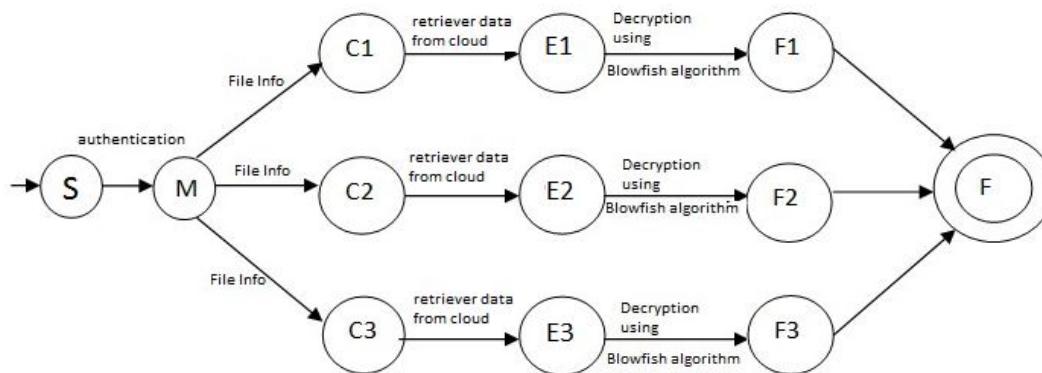 C1
retriever data
from cloud
E1
Decryption
using
Blowfish algorithm
F1
File Info
authentication
S
M
File Info
C2
retriever data
from cloud
E2
Decryption
using
Blowfish algorithm
F2
F
File Info
C3
retriever data
from cloud
E3
Decryption
using
Blowfish algorithm
F3